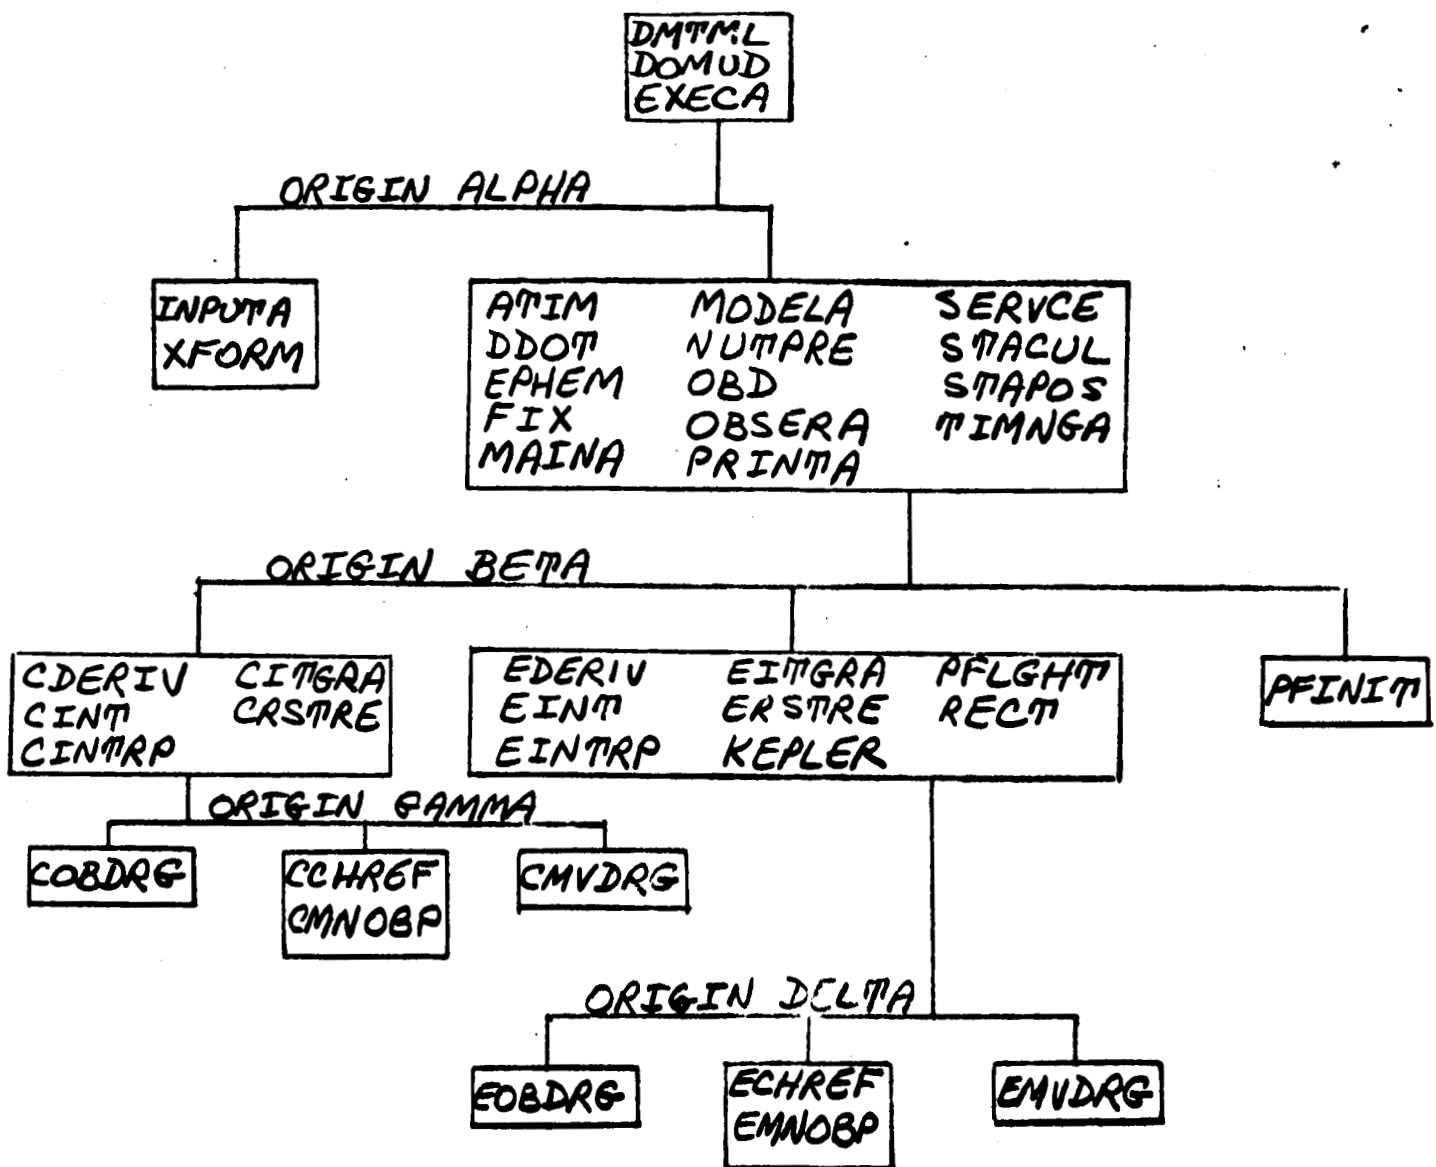 DMTML
DOMUD
EXECA
ORIGIN ALPHA
INPUTA
XFORM
ATIM MODELA SERVCE
DDOT NUTPRE STACUL
EPHEM OBD STAPOS
FIX OBSERA TIMNGA
MAINA PRINTA
ORIGIN BETA
CDERIV CITGRA
CINT CRSTRE
CINTRP
EDERIV EITGRA PFLGHT
EINT ERSTRE RECT
EINTRP KEPLER
PFINIT
ORIGIN GAMMA
COBDRG
CCHREF
CMNOBP
CMVDRG
ORIGIN DELTA
EOBDRG
ECHREF
EMNOBP
EMVDRG